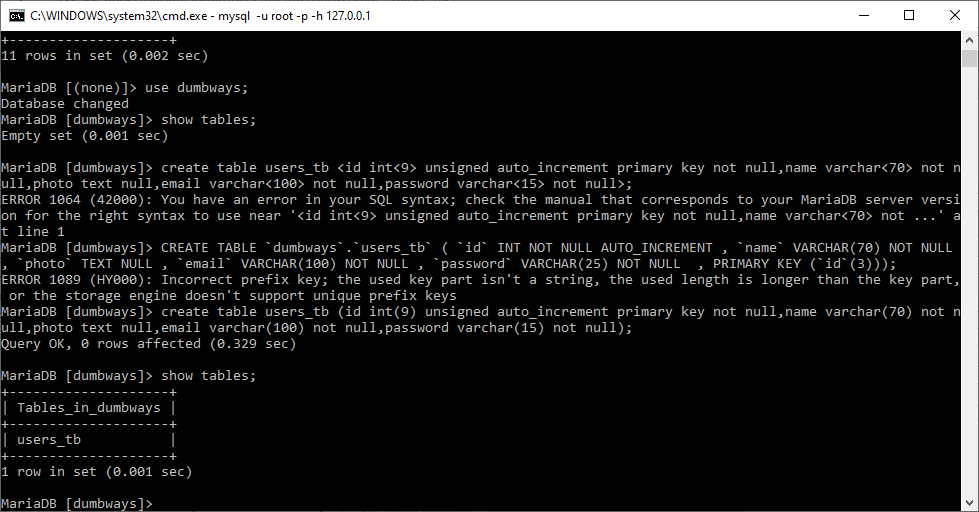 C:\WINDOWS\system32\cmd.exe - mysql  -u root -p -h 127.0.0.1
+--------------------+
11 rows in set (0.002 sec)
MariaDB [(none)]> use dumbways;
Database changed
MariaDB [dumbways]> show tables;
Empty set (0.001 sec)
MariaDB [dumbways]> create table users_tb <id int<9> unsigned auto_increment primary key not null,name varchar<70> not n
ull,photo text null,email varchar<100> not null,password varchar<15> not null>;
ERROR 1064 (42000): You have an error in your SQL syntax; check the manual that corresponds to your MariaDB server versi
on for the right syntax to use near '<id int<9> unsigned auto_increment primary key not null,name varchar<70> not ...' a
t line 1
MariaDB [dumbways]> CREATE TABLE `dumbways`.`users_tb` ( `id` INT NOT NULL AUTO_INCREMENT , `name` VARCHAR(70) NOT NULL
, `photo` TEXT NULL , `email` VARCHAR(100) NOT NULL , `password` VARCHAR(25) NOT NULL  , PRIMARY KEY (`id`(3)));
ERROR 1089 (HY000): Incorrect prefix key; the used key part isn't a string, the used length is longer than the key part,
 or the storage engine doesn't support unique prefix keys
MariaDB [dumbways]> create table users_tb (id int(9) unsigned auto_increment primary key not null,name varchar(70) not n
ull,photo text null,email varchar(100) not null,password varchar(15) not null);
Query OK, 0 rows affected (0.329 sec)
MariaDB [dumbways]> show tables;
+--------------------+
| Tables_in_dumbways |
+--------------------+
| users_tb           |
+--------------------+
1 row in set (0.001 sec)
MariaDB [dumbways]>